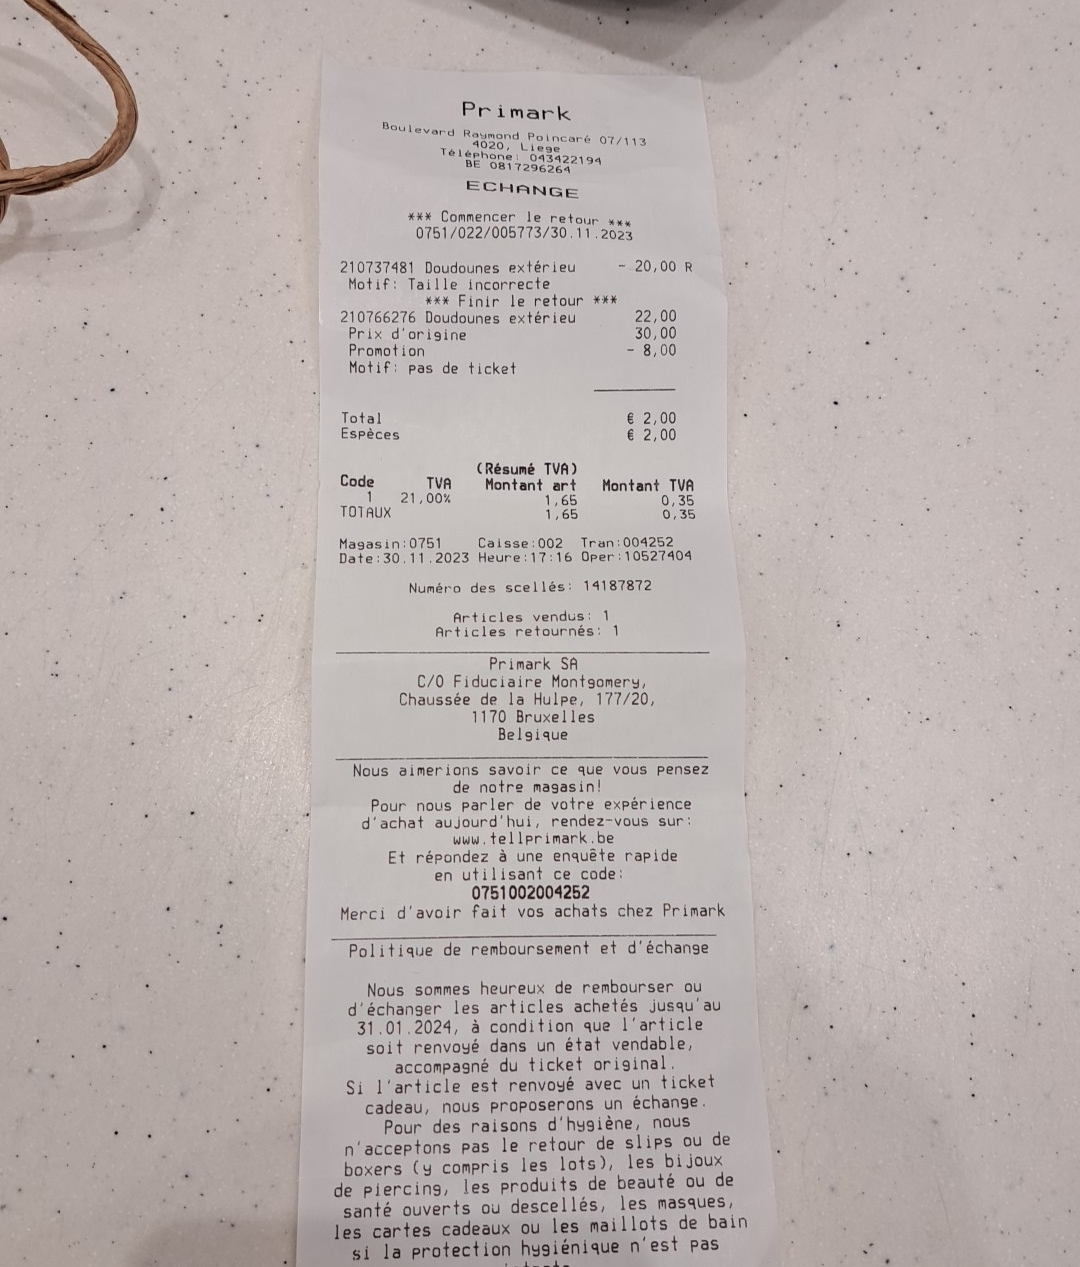 Primark
Boulevard Raymond Poincaré 07/113
4020, Liege
Téléphone: 043422194
BE 0817296264
ECHANGE
*** Commencer le retour ***
0751/022/005773/30.11.2023
210737481 Doudounes extérieu - 20,00 R
Motif: Taille incorrecte
*** Finir le retour ***
210766276 Doudounes extérieu 22,00
Prix d'origine 30,00
Promotion - 8,00
Motif: pas de ticket
Total € 2,00
Espèces € 2,00
(Résumé TVA)
Code TVA Montant art Montant TVA
1 21,00% 1,65 0,35
TOTAUX 1,65 0,35
Magasin:0751 Caisse:002 Tran:004252
Date:30.11.2023 Heure:17:16 Oper:10527404
Numéro des scellés: 14187872
Articles vendus: 1
Articles retournés: 1
Primark SA
C/O Fiduciaire Montgomery,
Chaussée de la Hulpe, 177/20,
1170 Bruxelles
Belgique
Nous aimerions savoir ce que vous pensez
de notre magasin!
Pour nous parler de votre expérience
d'achat aujourd'hui, rendez-vous sur:
www.tellprimark.be
Et répondez à une enquête rapide
en utilisant ce code:
0751002004252
Merci d'avoir fait vos achats chez Primark
Politique de remboursement et d'échange
Nous sommes heureux de rembourser ou
d'échanger les articles achetés jusqu'au
31.01.2024, à condition que l'article
soit renvoyé dans un état vendable,
accompagné du ticket original.
Si l'article est renvoyé avec un ticket
cadeau, nous proposerons un échange.
Pour des raisons d'hygiène, nous
n'acceptons pas le retour de slips ou de
boxers (y compris les lots), les bijoux
de piercing, les produits de beauté ou de
santé ouverts ou descellés, les masques,
les cartes cadeaux ou les maillots de bain
si la protection hygiénique n'est pas